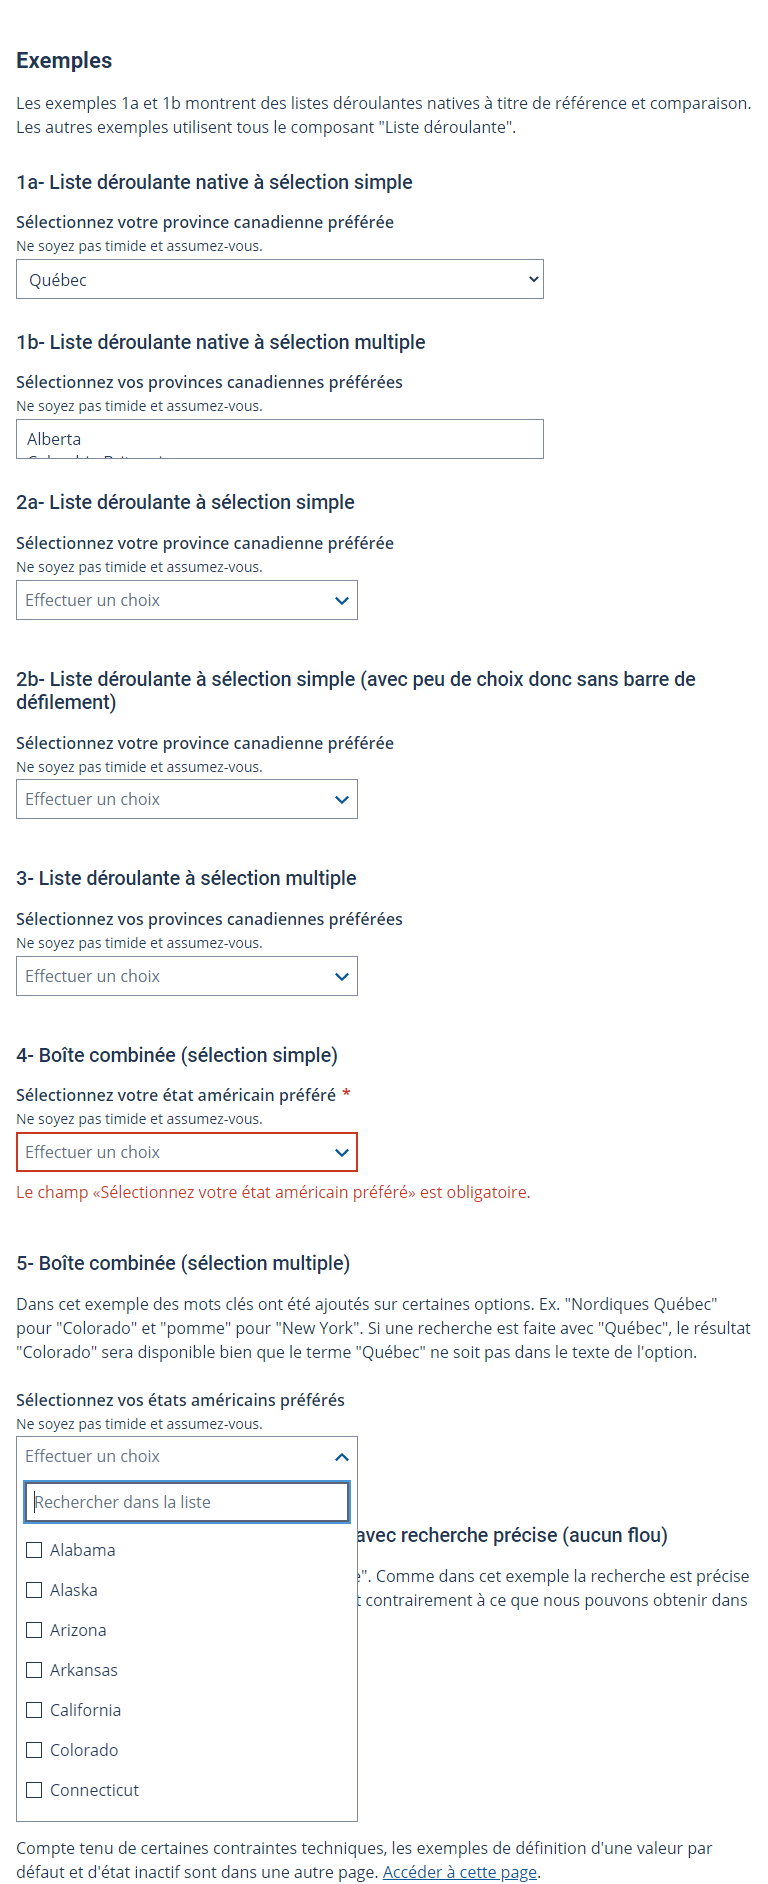 Exemples
Les exemples 1a et 1b montrent des listes déroulantes natives à titre de référence et comparaison.
Les autres exemples utilisent tous le composant "Liste déroulante".
1a- Liste déroulante native à sélection simple
Sélectionnez votre province canadienne préférée
Ne soyez pas timide et assumez-vous.
Québec
1b- Liste déroulante native à sélection multiple
Sélectionnez vos provinces canadiennes préférées
Ne soyez pas timide et assumez-vous.
Alberta
2a- Liste déroulante à sélection simple
Sélectionnez votre province canadienne préférée
Ne soyez pas timide et assumez-vous.
Effectuer un choix
2b- Liste déroulante à sélection simple (avec peu de choix donc sans barre de
défilement)
Sélectionnez votre province canadienne préférée
Ne soyez pas timide et assumez-vous.
Effectuer un choix
3- Liste déroulante à sélection multiple
Sélectionnez vos provinces canadiennes préférées
Ne soyez pas timide et assumez-vous.
Effectuer un choix
4- Boîte combinée (sélection simple)
Sélectionnez votre état américain préféré *
Ne soyez pas timide et assumez-vous.
Effectuer un choix
Le champ «Sélectionnez votre état américain préféré» est obligatoire.
5- Boîte combinée (sélection multiple)
Dans cet exemple des mots clés ont été ajoutés sur certaines options. Ex. "Nordiques Québec"
pour "Colorado" et "pomme" pour "New York". Si une recherche est faite avec "Québec", le résultat
"Colorado" sera disponible bien que le terme "Québec" ne soit pas dans le texte de l'option.
Sélectionnez vos états américains préférés
Ne soyez pas timide et assumez-vous.
Effectuer un choix
Rechercher dans la liste
avec recherche précise (aucun flou)
Alabama
". Comme dans cet exemple la recherche est précise
Alaska
contrairement à ce que nous pouvons obtenir dans
Arizona
Arkansas
California
Colorado
Connecticut
Compte tenu de certaines contraintes techniques, les exemples de définition d'une valeur par
défaut et d'état inactif sont dans une autre page. Accéder à cette page.